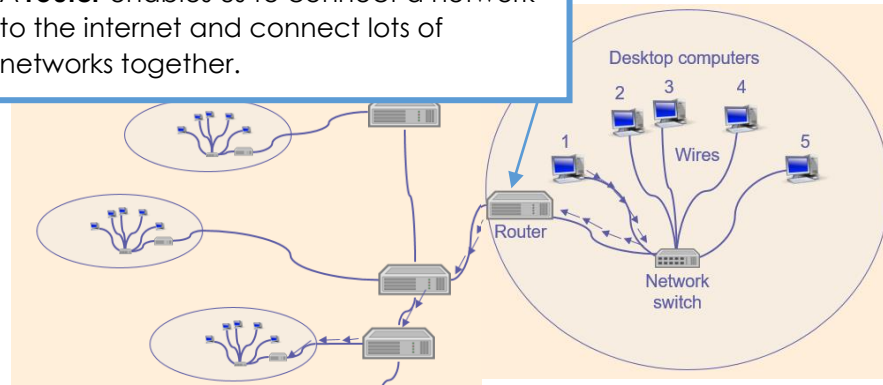 to the internet and connect lots of
networks together.
Desktop computers
1
2
3
4
5
Wires
Router
Network
switch